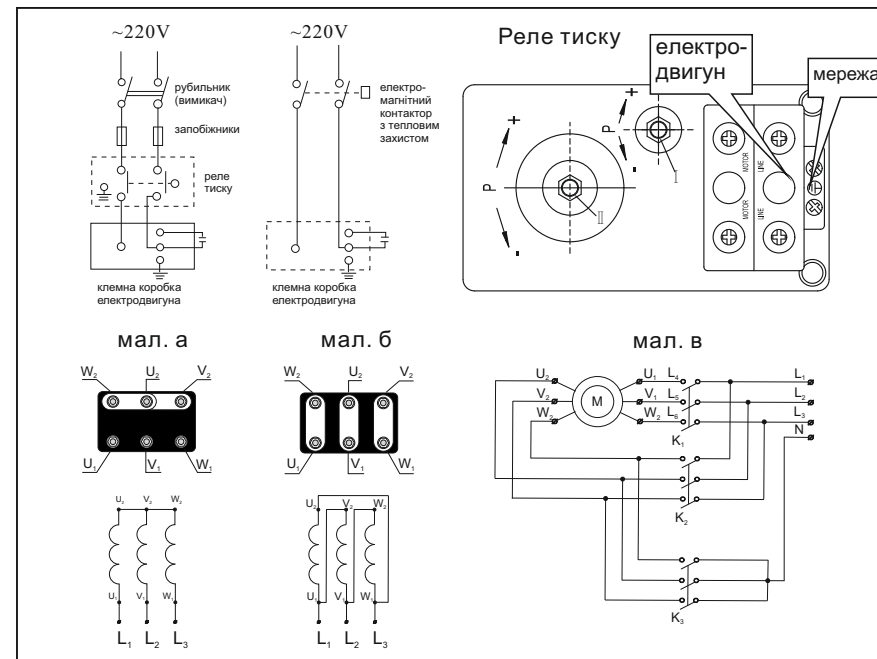 ~220V
рубильник
(вимикач)
запобіжники
реле
тиску
клемна коробка
електродвигуна
~220V
електро-
магнітний
контактор
з тепловим
захистом
клемна коробка
електродвигуна
Реле тиску
електро-
двигун
мережа
+
P
-
II
+
P
-
I
MOTOR
LINE
MOTOR
LINE
мал. а
W₂
U₂
V₂
U₁
V₁
W₁
U₂
V₂
W₂
U₁
V₁
W₁
L₁
L₂
L₃
мал. б
W₂
U₂
V₂
U₁
V₁
W₁
U₂
V₂
W₂
U₁
V₁
W₁
L₁
L₂
L₃
мал. в
U₂
U₁
L₄
L₁
V₂
M
V₁
L₅
L₂
W₂
W₂
L₆
L₃
K₁
N
K₂
K₃